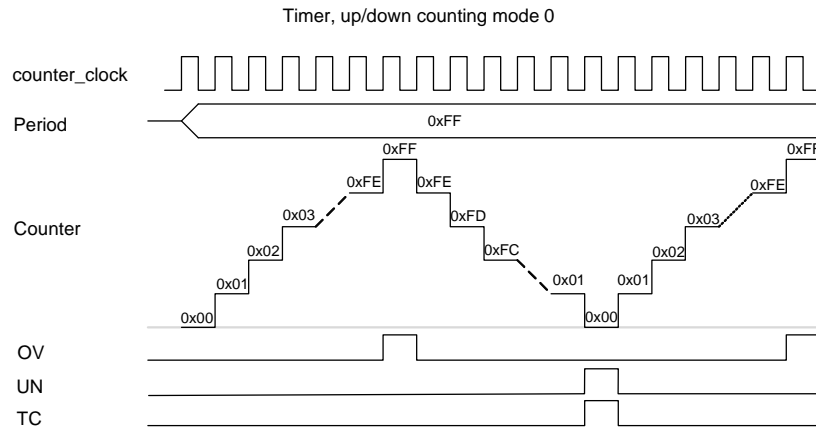 Timer, up/down counting mode 0
counter_clock
Period
0xFF
Counter
0x00
0x01
0x02
0x03
0xFE
0xFF
0xFE
0xFD
0xFC
0x01
0x00
0x01
0x02
0x03
0xFE
0xFF
OV
UN
TC